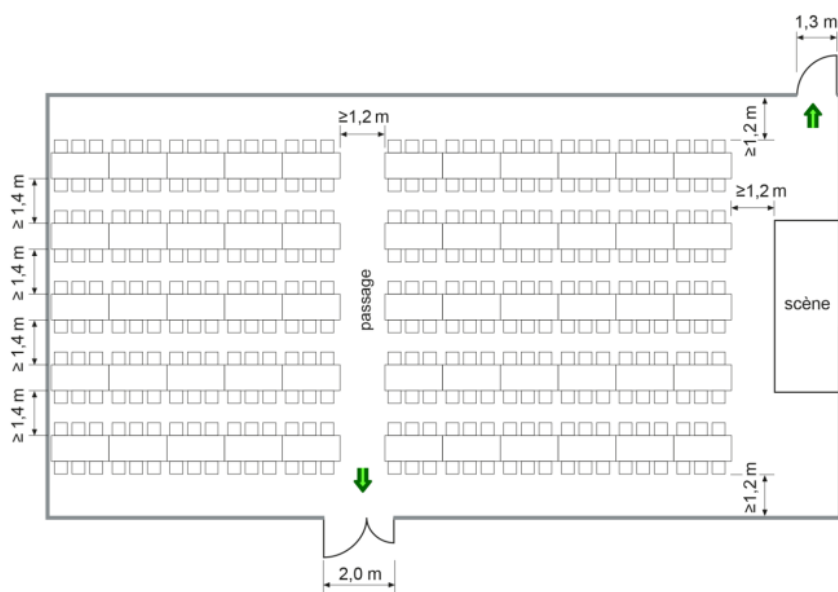 1,3 m
≥1,2 m
≥1,2 m
≥1,2 m
≥ 1,4 m
≥ 1,4 m
≥ 1,4 m
≥ 1,4 m
passage
scène
≥1,2 m
2,0 m